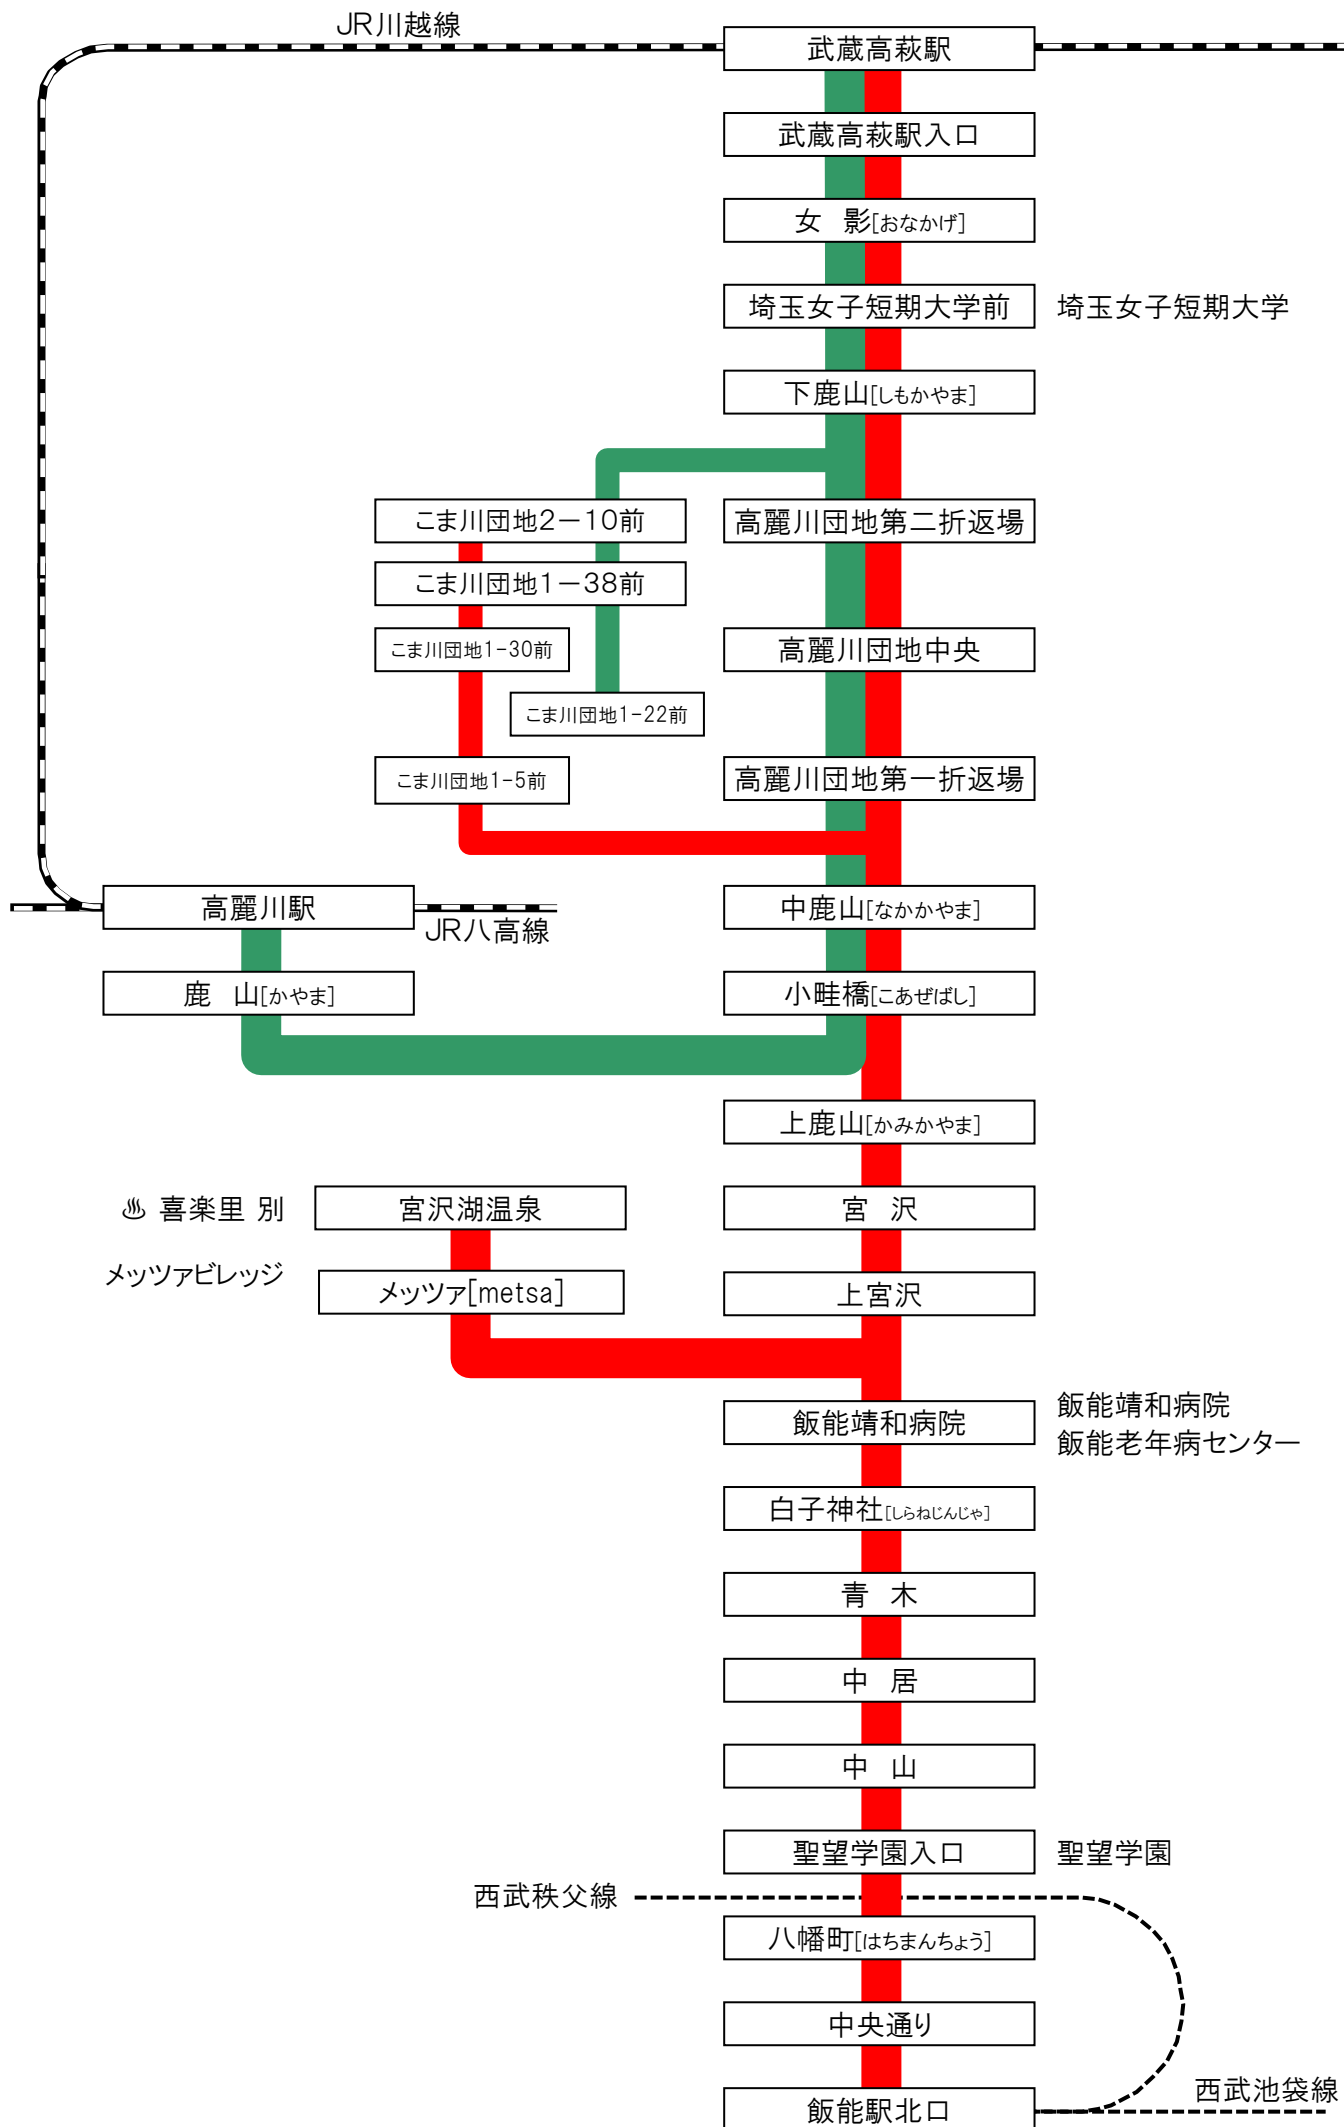 JR川越線
武蔵高萩駅
武蔵高萩駅入口
女 影[おなかげ]
埼玉女子短期大学前
埼玉女子短期大学
下鹿山[しもかやま]
こま川団地2－10前
高麗川団地第二折返場
こま川団地1－38前
こま川団地1-30前
高麗川団地中央
こま川団地1-22前
こま川団地1-5前
高麗川団地第一折返場
高麗川駅
JR八高線
中鹿山[なかかやま]
鹿 山[かやま]
小畦橋[こあぜばし]
上鹿山[かみかやま]
♨ 喜楽里 別
宮沢湖温泉
宮 沢
メッツァビレッジ
メッツァ[metsa]
上宮沢
飯能靖和病院
飯能靖和病院
飯能老年病センター
白子神社[しらねじんじゃ]
青 木
中 居
中 山
聖望学園入口
聖望学園
西武秩父線
八幡町[はちまんちょう]
中央通り
西武池袋線
飯能駅北口